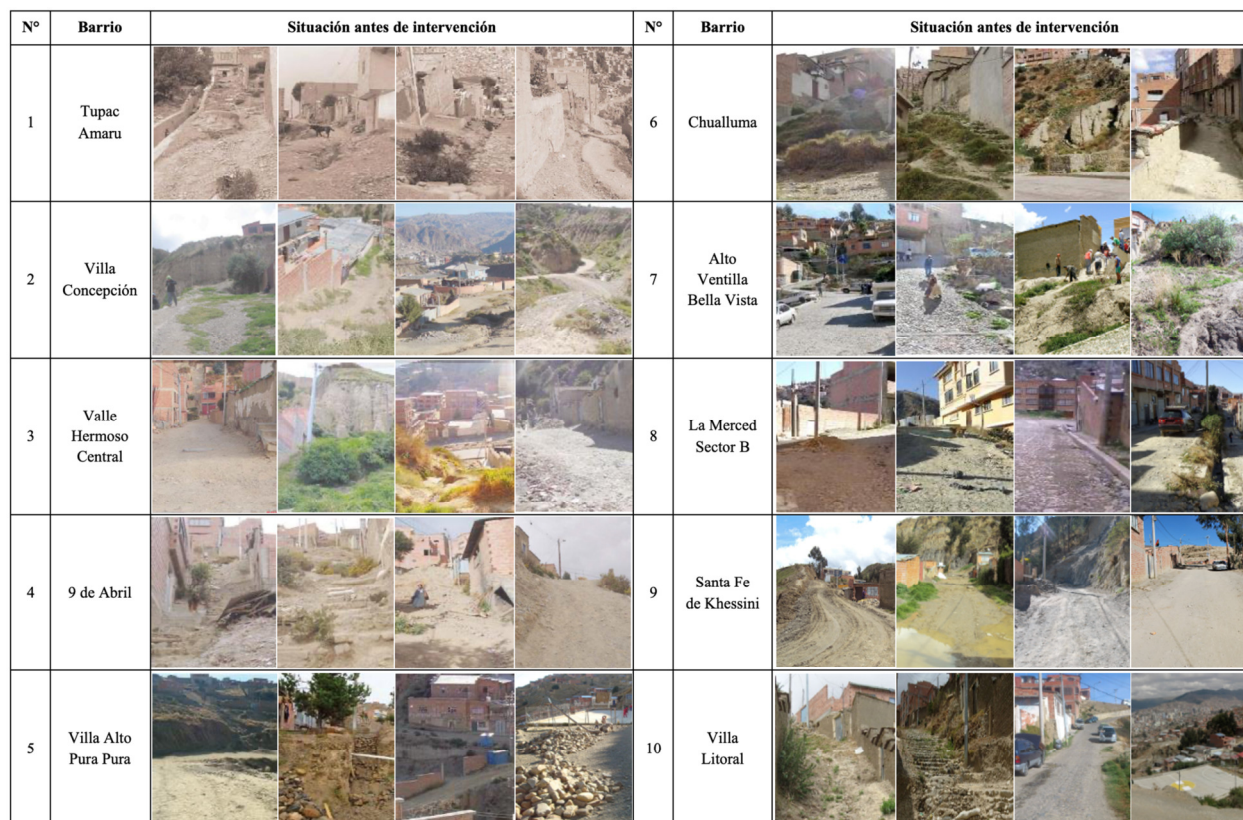 N° Barrio Situación antes de intervención N° Barrio Situación antes de intervención
1 Tupac Amaru 6 Chualluma
2 Villa Concepción 7 Alto Ventilla Bella Vista
3 Valle Hermoso Central 8 La Merced Sector B
4 9 de Abril 9 Santa Fe de Khessini
5 Villa Alto Pura Pura 10 Villa Litoral